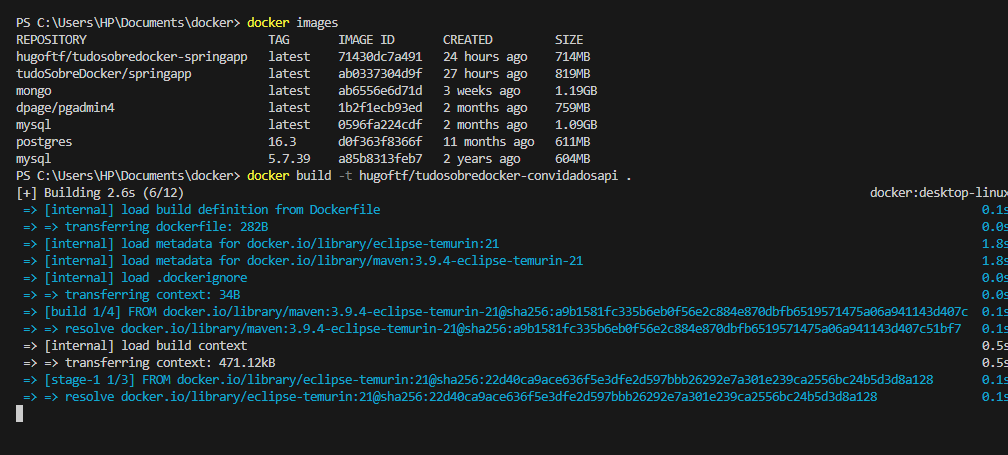 PS C:\Users\HP\Documents\docker> docker images
REPOSITORY TAG IMAGE ID CREATED SIZE
hugoftf/tudosobredocker-springapp latest 71430dc7a491 24 hours ago 714MB
tudoSobreDocker/springapp latest ab0337304d9f 27 hours ago 819MB
mongo latest ab6556e6d71d 3 weeks ago 1.19GB
dpage/pgadmin4 latest 1b2f1ecb93ed 2 months ago 759MB
mysql latest 0596fa224cdf 2 months ago 1.09GB
postgres 16.3 d0f363f8366f 11 months ago 611MB
mysql 5.7.39 a85b8313feb7 2 years ago 604MB
PS C:\Users\HP\Documents\docker> docker build -t hugoftf/tudosobredocker-convidadosapi .
[+] Building 2.6s (6/12) docker:desktop-linux
=> [internal] load build definition from Dockerfile 0.1s
=> => transferring dockerfile: 282B 0.0s
=> [internal] load metadata for docker.io/library/eclipse-temurin:21 1.8s
=> [internal] load metadata for docker.io/library/maven:3.9.4-eclipse-temurin-21 1.8s
=> [internal] load .dockerignore 0.0s
=> => transferring context: 34B 0.0s
=> [build 1/4] FROM docker.io/library/maven:3.9.4-eclipse-temurin-21@sha256:a9b1581fc335b6eb0f56e2c884e870dbfb6519571475a06a941143d407c 0.1s
=> => resolve docker.io/library/maven:3.9.4-eclipse-temurin-21@sha256:a9b1581fc335b6eb0f56e2c884e870dbfb6519571475a06a941143d407c51bf7 0.1s
=> [internal] load build context 0.5s
=> => transferring context: 471.12kB 0.5s
=> [stage-1 1/3] FROM docker.io/library/eclipse-temurin:21@sha256:22d40ca9ace636f5e3dfe2d597bbb26292e7a301e239ca2556bc24b5d3d8a128 0.1s
=> => resolve docker.io/library/eclipse-temurin:21@sha256:22d40ca9ace636f5e3dfe2d597bbb26292e7a301e239ca2556bc24b5d3d8a128 0.1s